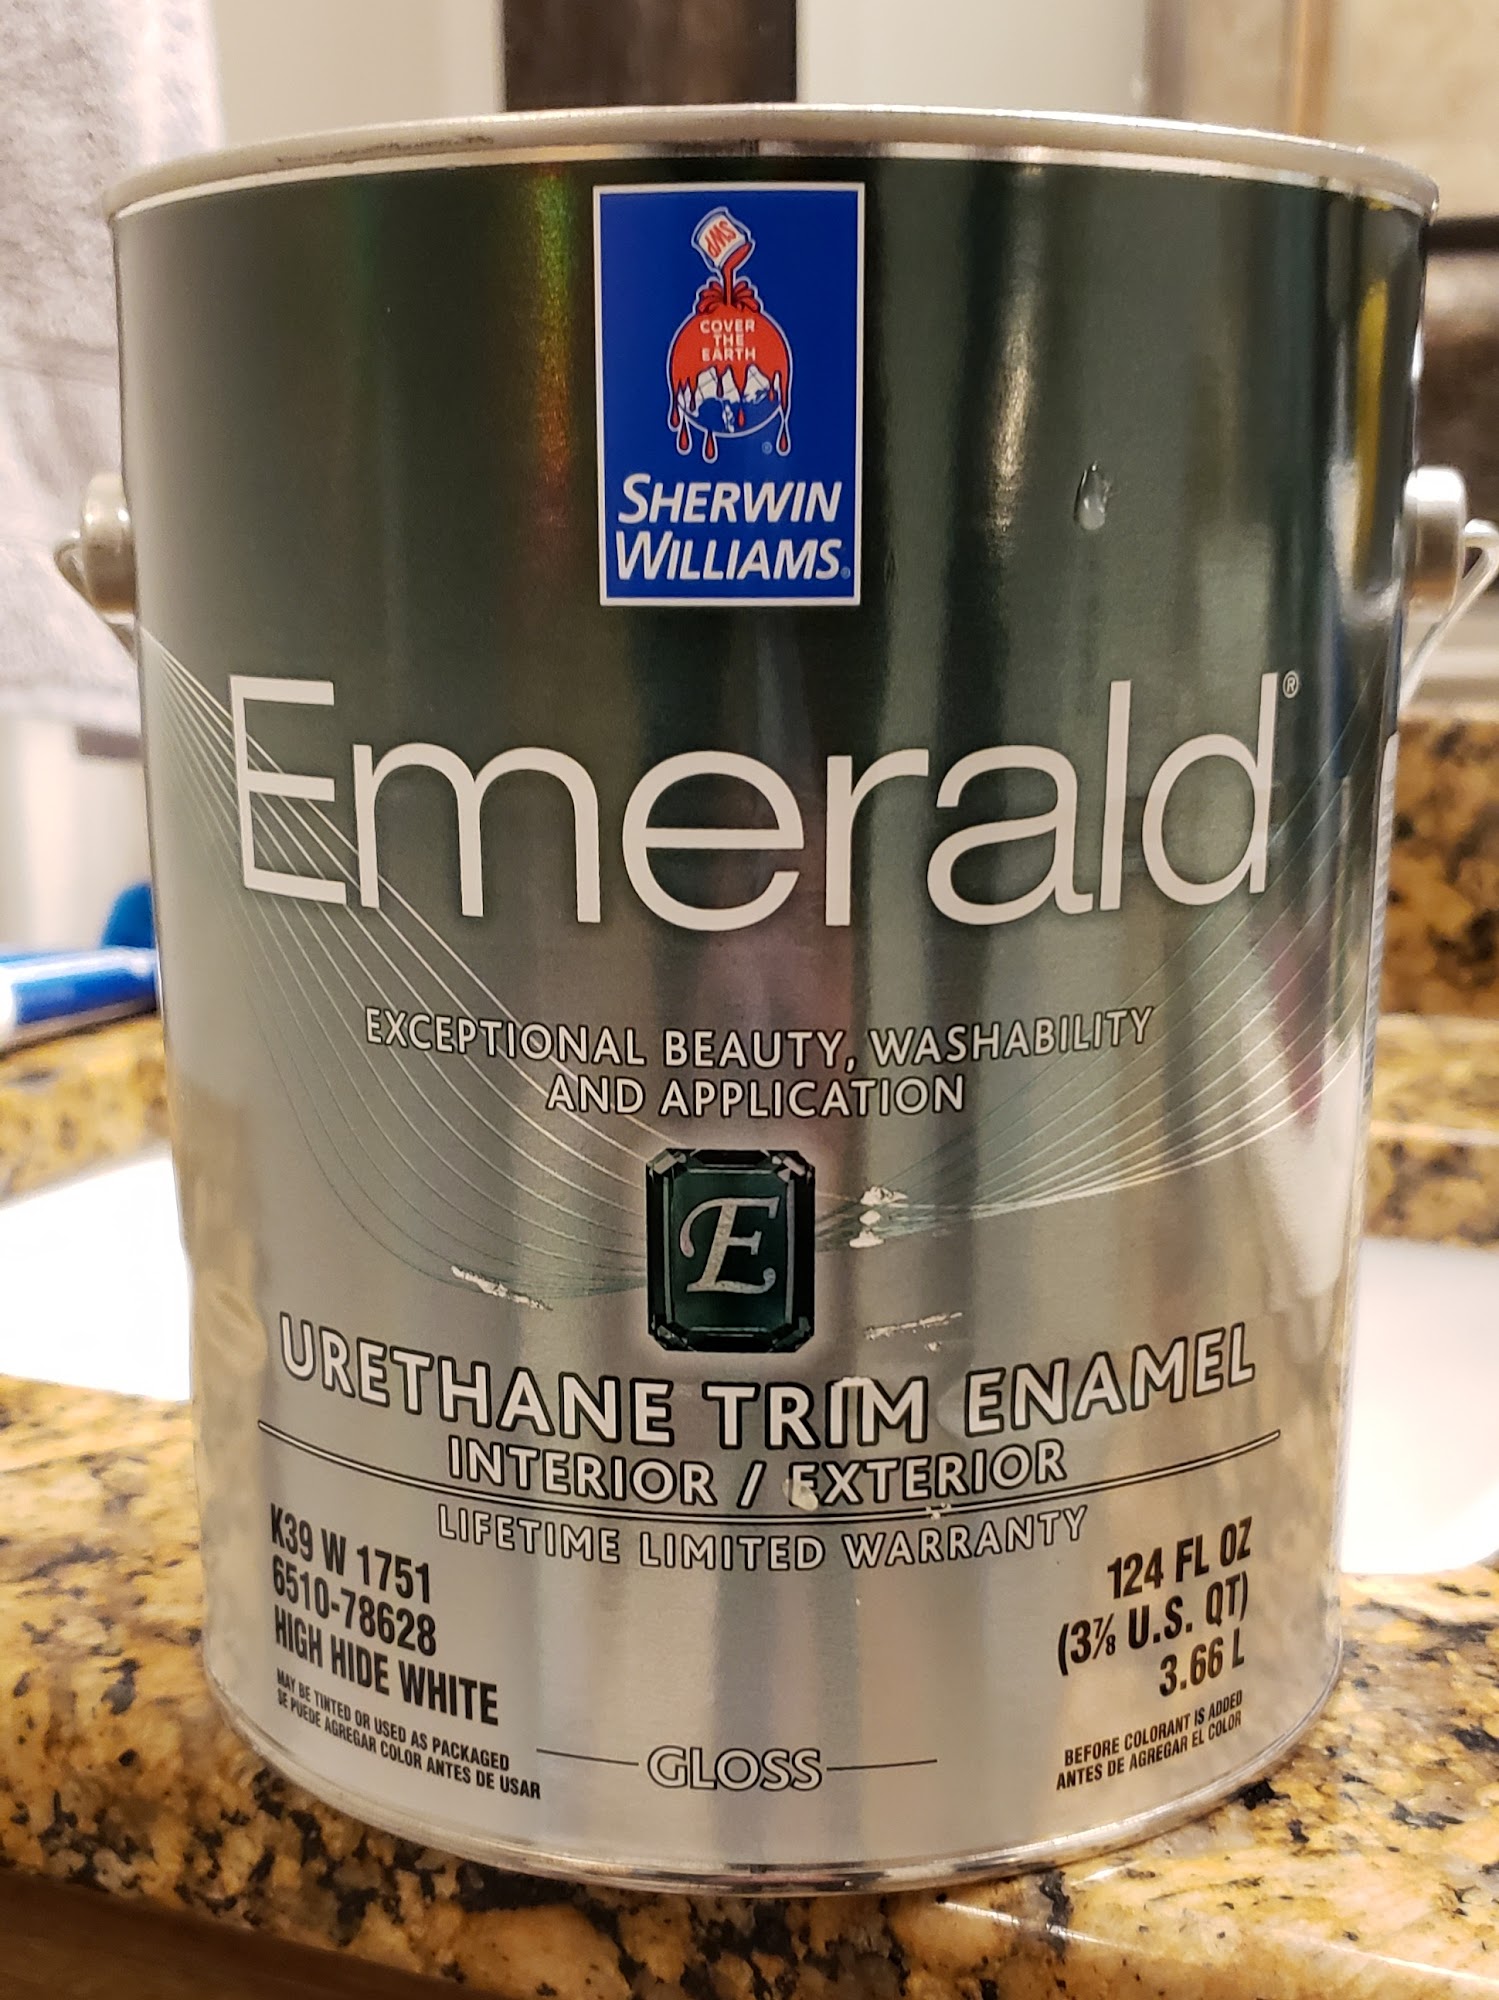 SWP
COVER
THE
EARTH
®
SHERWIN
WILLIAMS®
Emerald®
EXCEPTIONAL BEAUTY, WASHABILITY
AND APPLICATION
E
URETHANE TRIM ENAMEL
INTERIOR / EXTERIOR
LIFETIME LIMITED WARRANTY
K39 W 1751
6510-78628
HIGH HIDE WHITE
MAY BE TINTED OR USED AS PACKAGED
SE PUEDE AGREGAR COLOR ANTES DE USAR
124 FL OZ
(3⅞ U.S. QT)
3.66 L
BEFORE COLORANT IS ADDED
ANTES DE AGREGAR EL COLOR
GLOSS